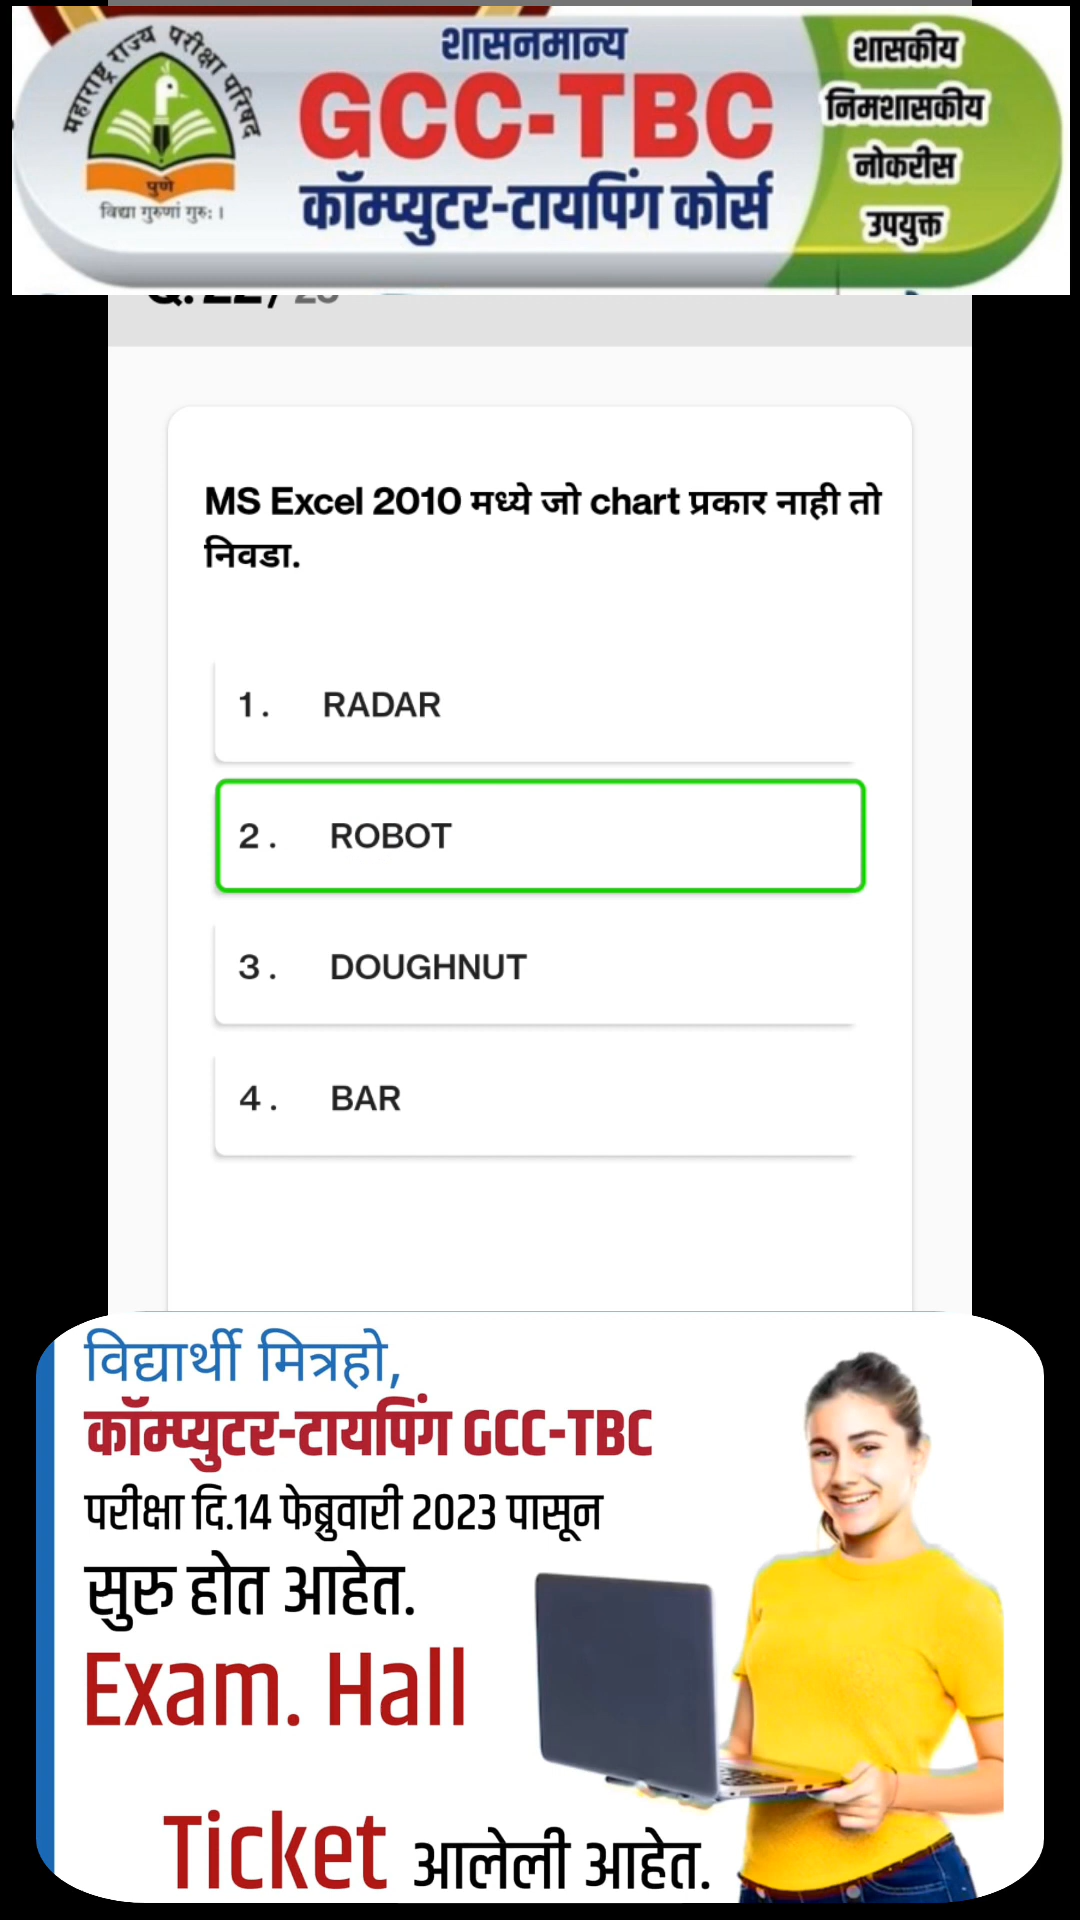 महाराष्ट्र राज्य परीक्षा परिषद
पुणे
विद्या गुरुणां गुरुः ।
शासनमान्य
GCC-TBC
कॉम्प्युटर-टायपिंग कोर्स
शासकीय
निमशासकीय
नोकरीस
उपयुक्त
MS Excel 2010 मध्ये जो chart प्रकार नाही तो
निवडा.
1. RADAR
2. ROBOT
3. DOUGHNUT
4. BAR
विद्यार्थी मित्रहो,
कॉम्प्युटर-टायपिंग GCC-TBC
परीक्षा दि.14 फेब्रुवारी 2023 पासून
सुरु होत आहेत.
Exam. Hall
Ticket आलेली आहेत.